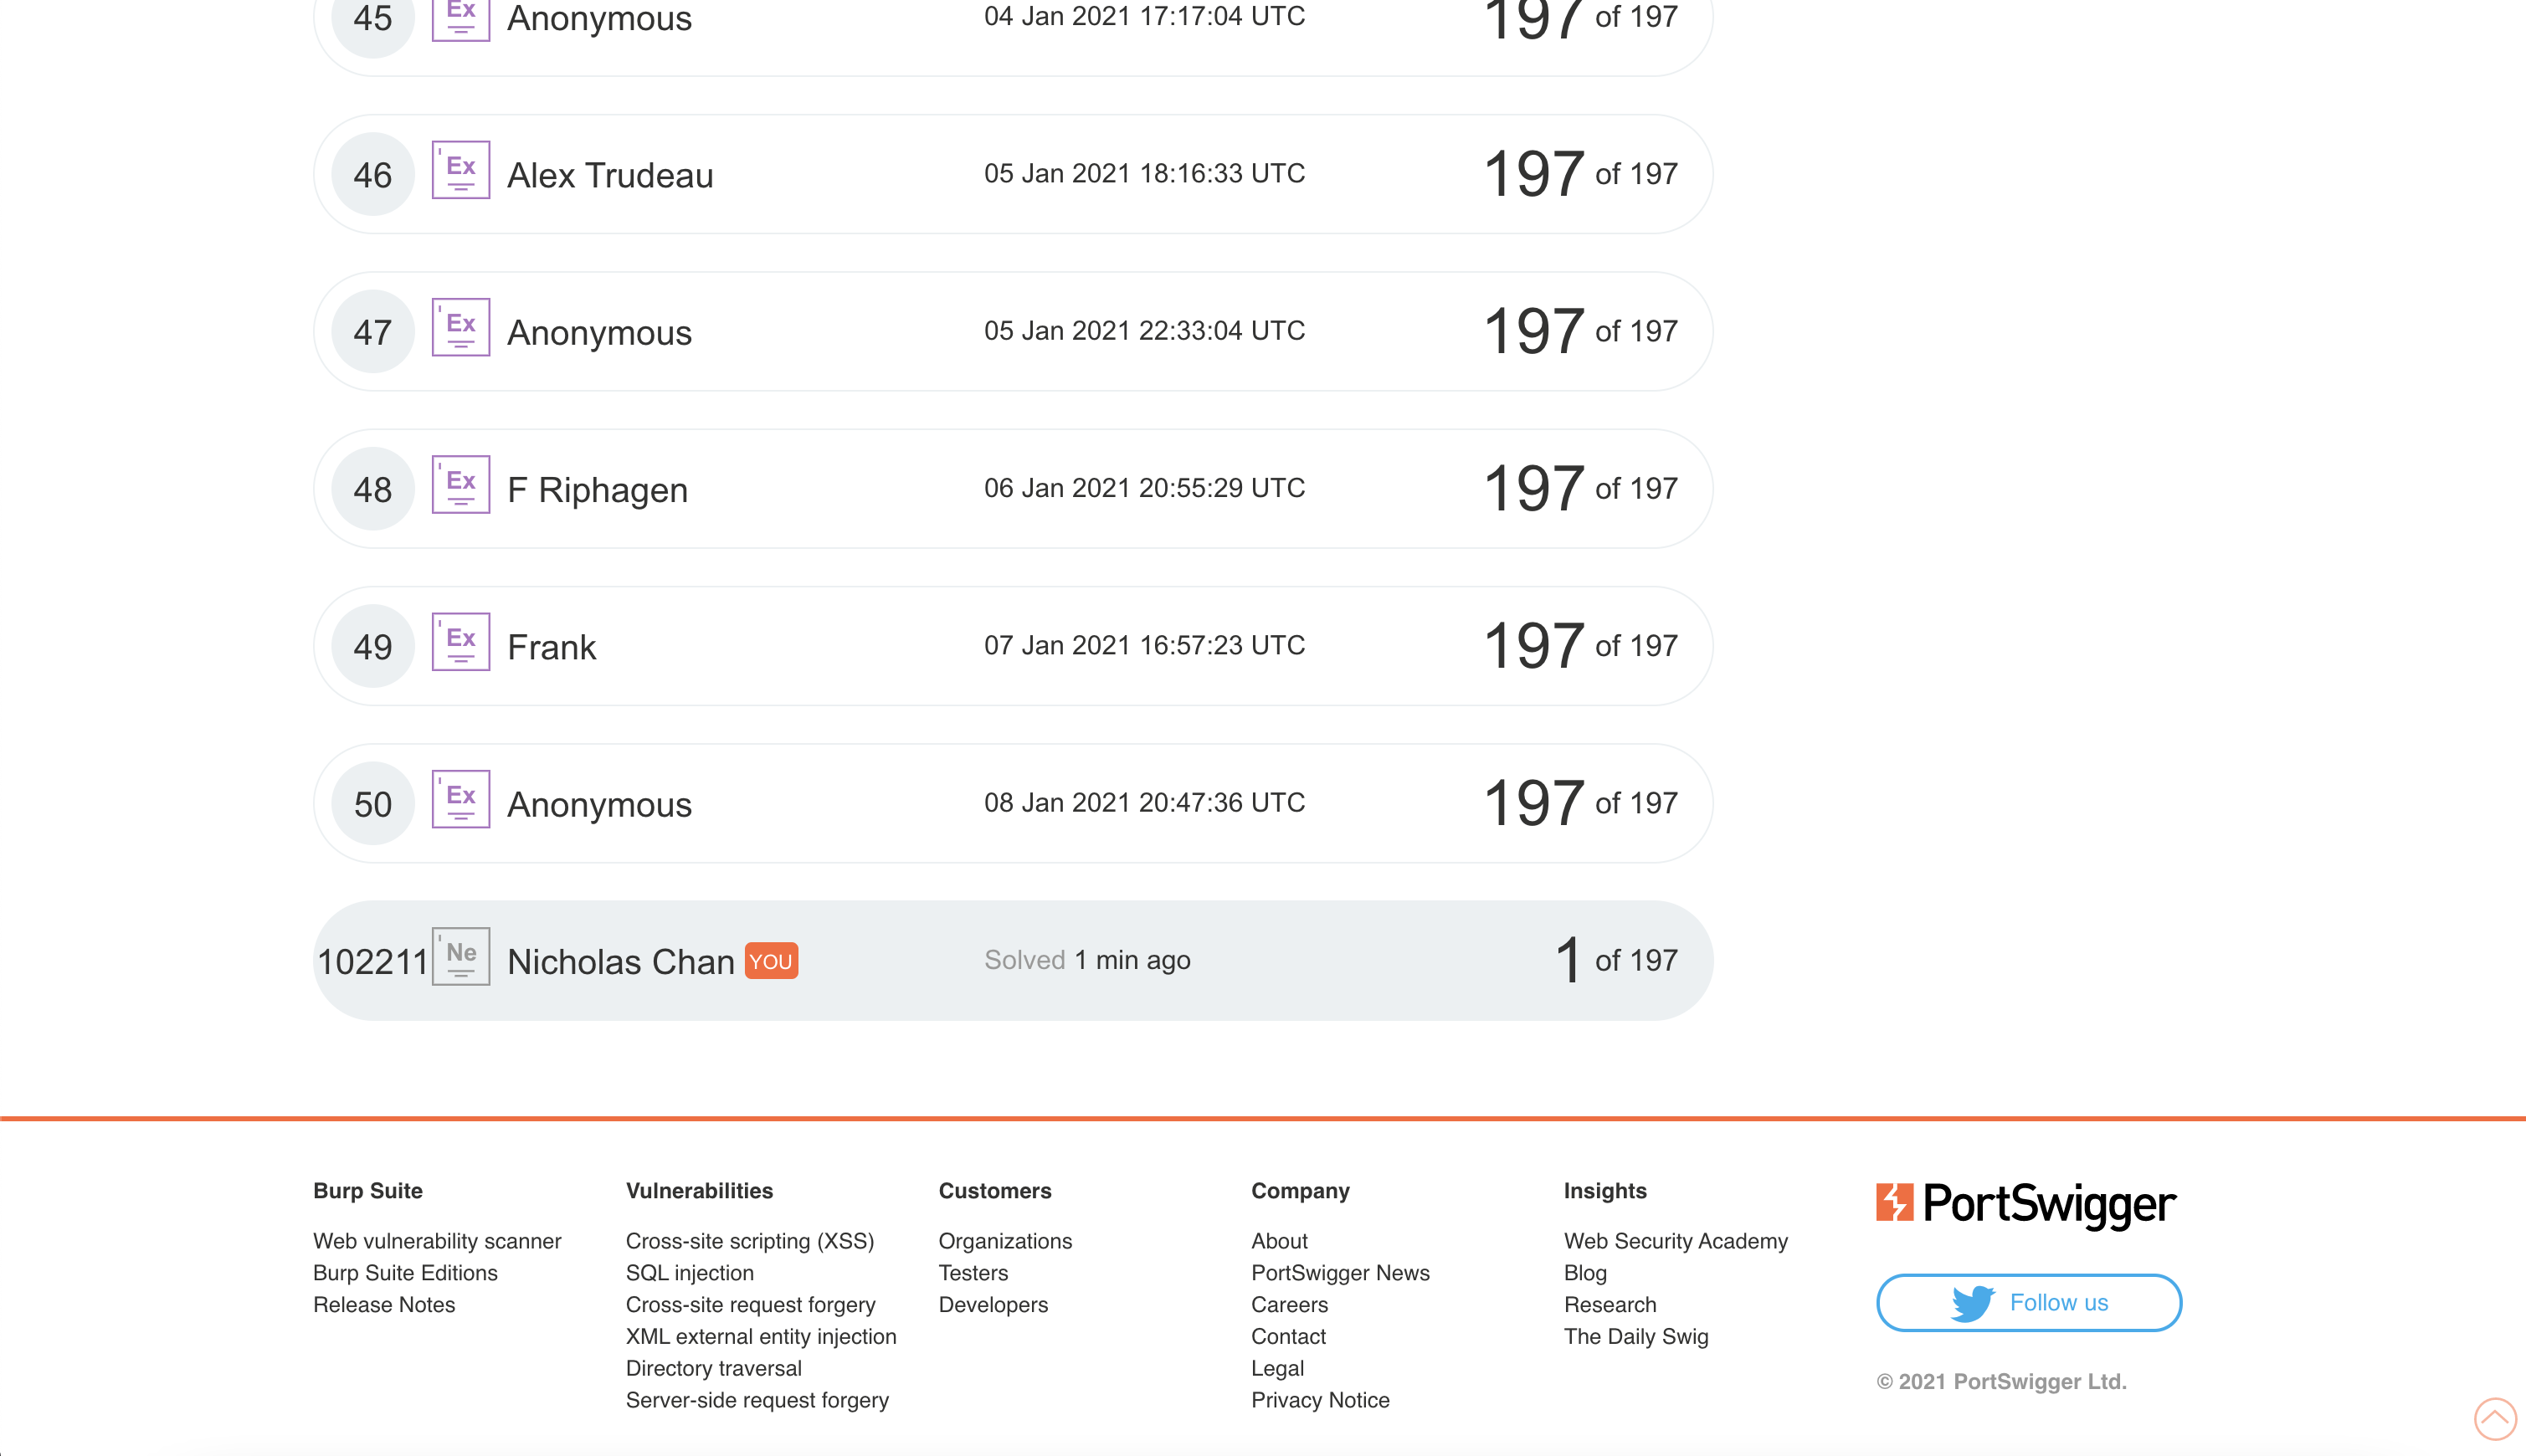 45 Ex Anonymous 04 Jan 2021 17:17:04 UTC 197 of 197
46 Ex Alex Trudeau 05 Jan 2021 18:16:33 UTC 197 of 197
47 Ex Anonymous 05 Jan 2021 22:33:04 UTC 197 of 197
48 Ex F Riphagen 06 Jan 2021 20:55:29 UTC 197 of 197
49 Ex Frank 07 Jan 2021 16:57:23 UTC 197 of 197
50 Ex Anonymous 08 Jan 2021 20:47:36 UTC 197 of 197
102211 Ne Nicholas Chan YOU Solved 1 min ago 1 of 197
Burp Suite
Web vulnerability scanner
Burp Suite Editions
Release Notes
Vulnerabilities
Cross-site scripting (XSS)
SQL injection
Cross-site request forgery
XML external entity injection
Directory traversal
Server-side request forgery
Customers
Organizations
Testers
Developers
Company
About
PortSwigger News
Careers
Contact
Legal
Privacy Notice
Insights
Web Security Academy
Blog
Research
The Daily Swig
PortSwigger
Follow us
© 2021 PortSwigger Ltd.